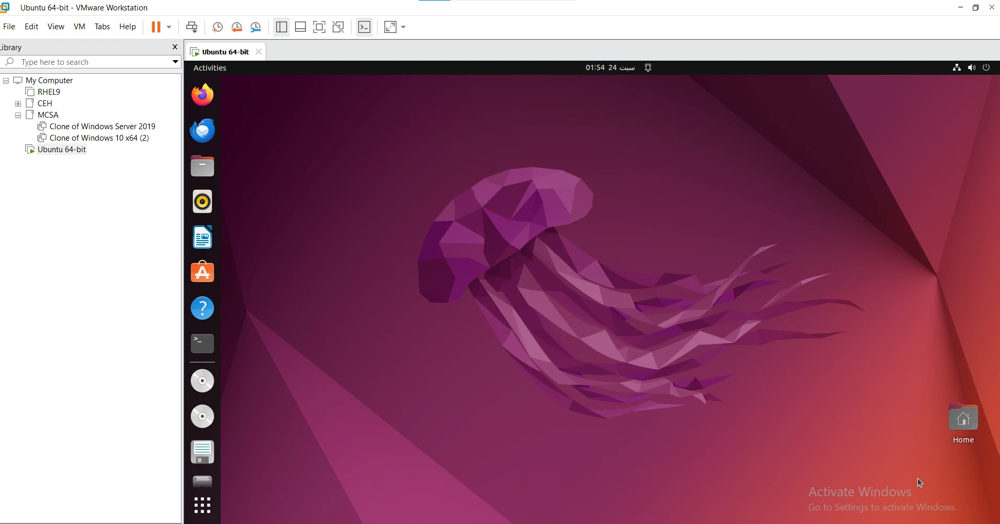 Ubuntu 64-bit - VMware Workstation
File Edit View VM Tabs Help
Library
Type here to search
My Computer
RHEL9
CEH
MCSA
Clone of Windows Server 2019
Clone of Windows 10 x64 (2)
Ubuntu 64-bit
Ubuntu 64-bit
Activities
01:54 24 سبت
Home
Activate Windows
Go to Settings to activate Windows.